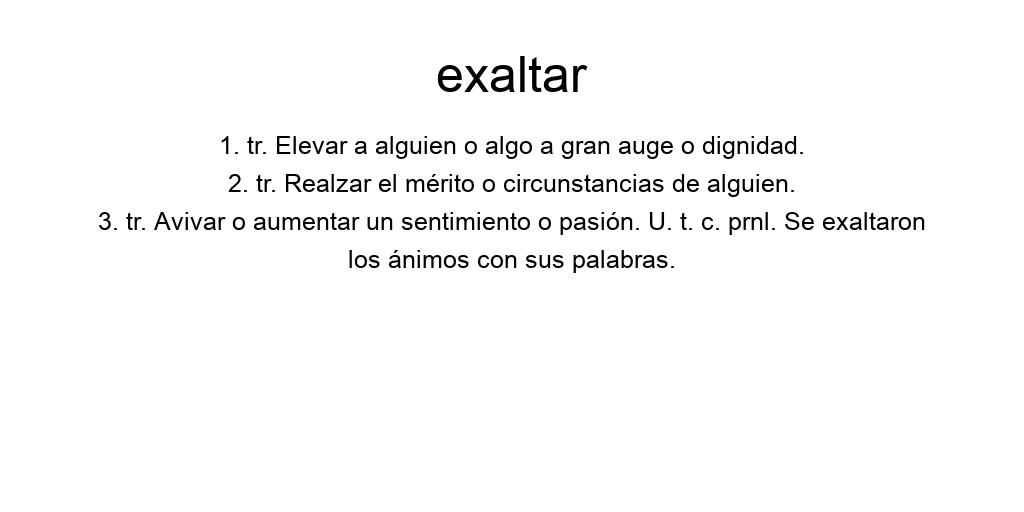 exaltar
1. tr. Elevar a alguien o algo a gran auge o dignidad.
2. tr. Realzar el mérito o circunstancias de alguien.
3. tr. Avivar o aumentar un sentimiento o pasión. U. t. c. prnl. Se exaltaron
los ánimos con sus palabras.